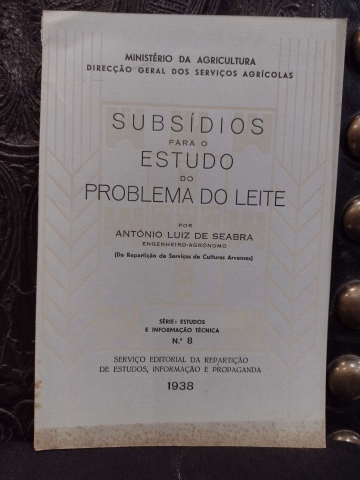 MINISTÉRIO DA AGRICULTURA
DIRECÇÃO GERAL DOS SERVIÇOS AGRÍCOLAS
SUBSÍDIOS
PARA O
ESTUDO
DO
PROBLEMA DO LEITE
POR
ANTÓNIO LUIZ DE SEABRA
ENGENHEIRO-AGRÓNOMO
(Da Repartição de Serviços de Culturas Arvenses)
SÉRIE: ESTUDOS
E INFORMAÇÃO TÉCNICA
N.º 8
SERVIÇO EDITORIAL DA REPARTIÇÃO
DE ESTUDOS, INFORMAÇÃO E PROPAGANDA
1938